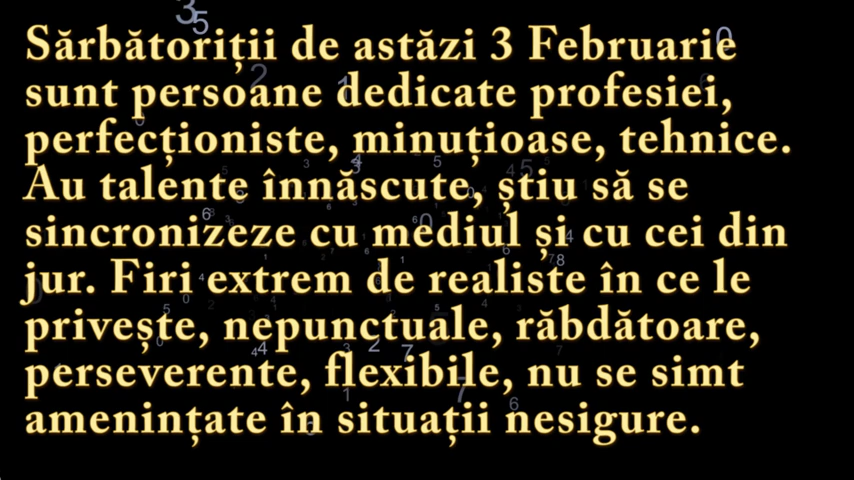 Sărbătoriții de astăzi 3 Februarie
sunt persoane dedicate profesiei,
perfecționiste, minuțioase, tehnice.
Au talente înnăscute, știu să se
sincronizeze cu mediul și cu cei din
jur. Firi extrem de realiste în ce le
privește, nepunctuale, răbdătoare,
perseverente, flexibile, nu se simt
amenințate în situații nesigure.